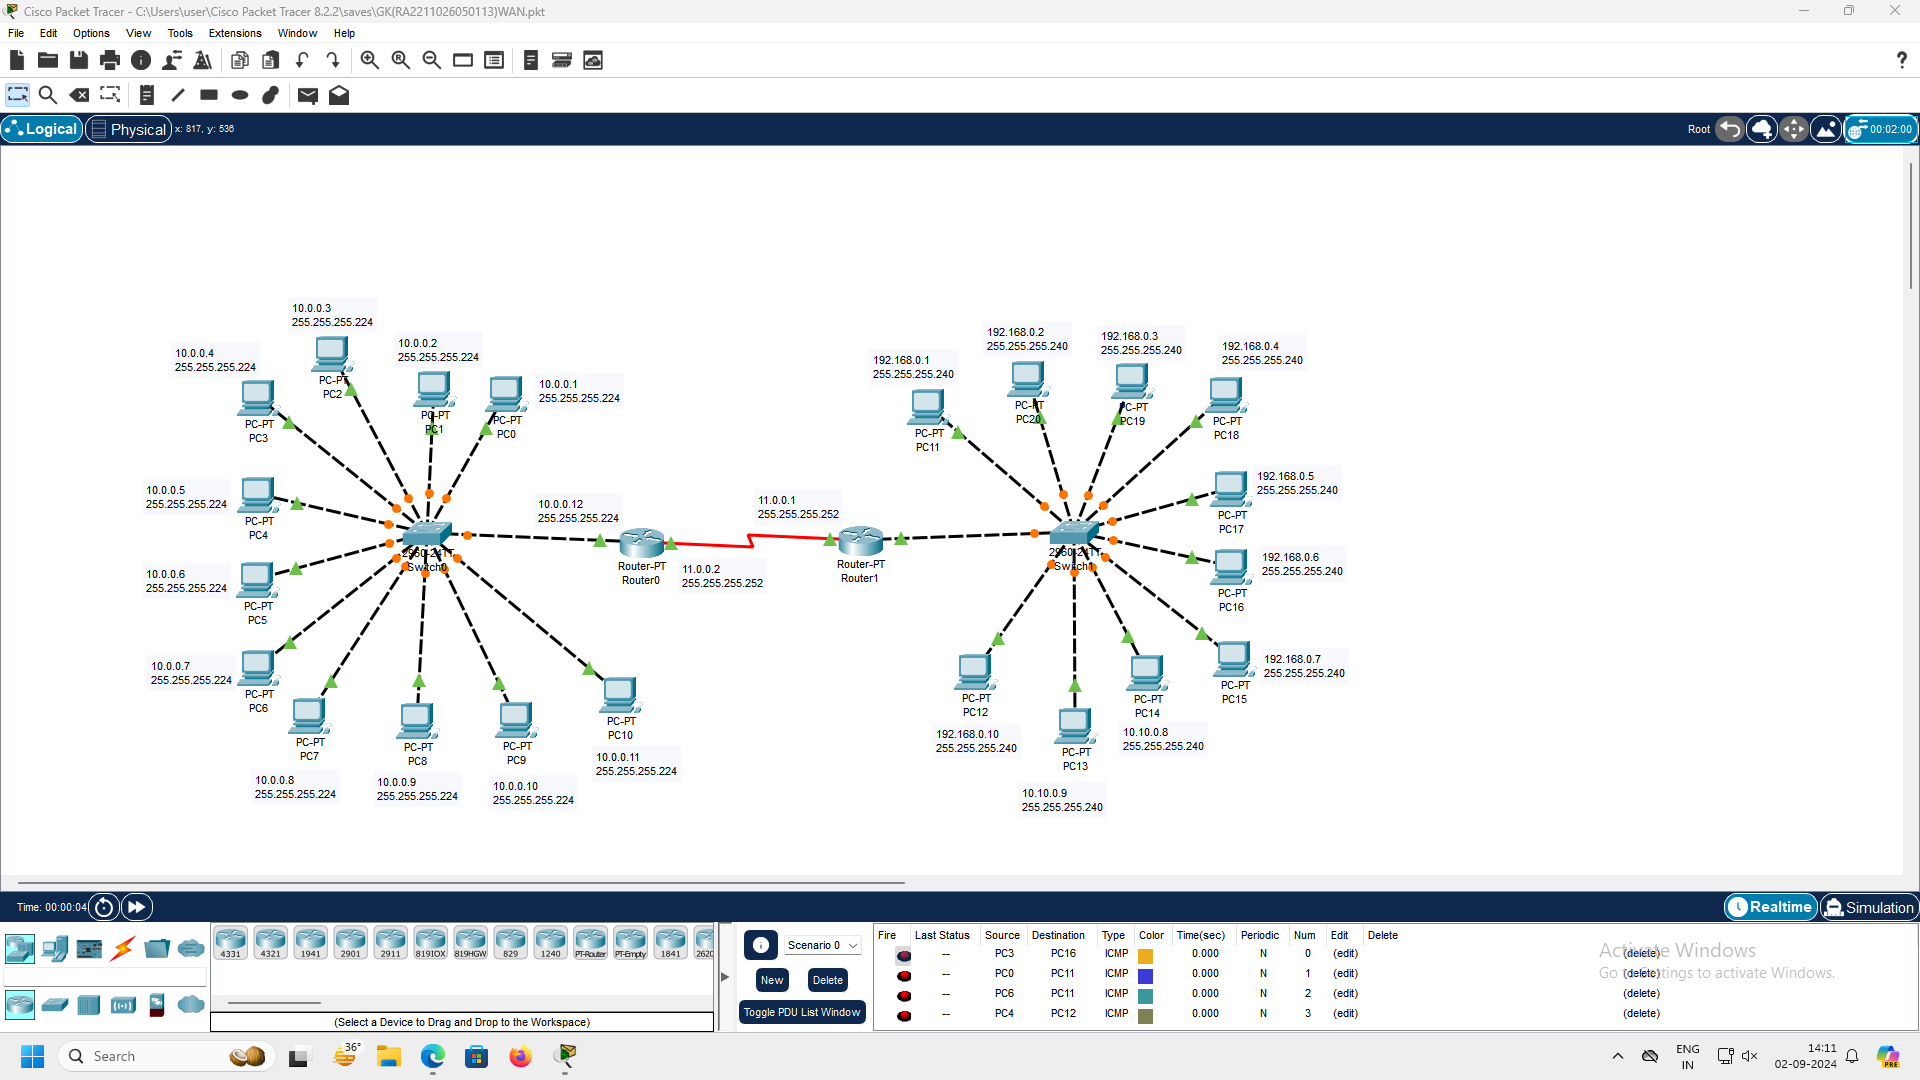 Cisco Packet Tracer - C:\Users\user\Cisco Packet Tracer 8.2.2\saves\GK(RA2211026050113)WAN.pkt
File Edit Options View Tools Extensions Window Help
Logical Physical x: 817, y: 536 Root 00:02:00
10.0.0.3
255.255.255.224
10.0.0.4
255.255.255.224
10.0.0.2
255.255.255.224
10.0.0.1
255.255.255.224
PC-PT
PC2
PC-PT
PC1
PC-PT
PC0
PC-PT
PC3
10.0.0.5
255.255.255.224
PC-PT
PC4
10.0.0.6
255.255.255.224
PC-PT
PC5
10.0.0.7
255.255.255.224
PC-PT
PC6
PC-PT
PC7
10.0.0.8
255.255.255.224
PC-PT
PC8
10.0.0.9
255.255.255.224
PC-PT
PC9
10.0.0.10
255.255.255.224
PC-PT
PC10
10.0.0.11
255.255.255.224
2960-24TT
Switch0
10.0.0.12
255.255.255.224
Router-PT
Router0
11.0.0.2
255.255.255.252
11.0.0.1
255.255.255.252
Router-PT
Router1
192.168.0.1
255.255.255.240
PC-PT
PC11
192.168.0.2
255.255.255.240
PC-PT
PC20
192.168.0.3
255.255.255.240
PC-PT
PC19
192.168.0.4
255.255.255.240
PC-PT
PC18
192.168.0.5
255.255.255.240
PC-PT
PC17
192.168.0.6
255.255.255.240
PC-PT
PC16
192.168.0.7
255.255.255.240
PC-PT
PC15
2960-24TT
Switch1
PC-PT
PC12
192.168.0.10
255.255.255.240
PC-PT
PC13
10.10.0.9
255.255.255.240
PC-PT
PC14
10.10.0.8
255.255.255.240
Time: 00:00:04 Realtime Simulation
4331 4321 1941 2901 2911 819IOX 819HGW 829 1240 PT-Router PT-Empty 1841 2620
(Select a Device to Drag and Drop to the Workspace)
Scenario 0
New Delete
Toggle PDU List Window
Fire Last Status Source Destination Type Color Time(sec) Periodic Num Edit Delete
-- PC3 PC16 ICMP 0.000 N 0 (edit) (delete)
-- PC0 PC11 ICMP 0.000 N 1 (edit) (delete)
-- PC6 PC11 ICMP 0.000 N 2 (edit) (delete)
-- PC4 PC12 ICMP 0.000 N 3 (edit) (delete)
Activate Windows
Go to Settings to activate Windows.
Search
36°
ENG
IN
14:11
02-09-2024
PRE